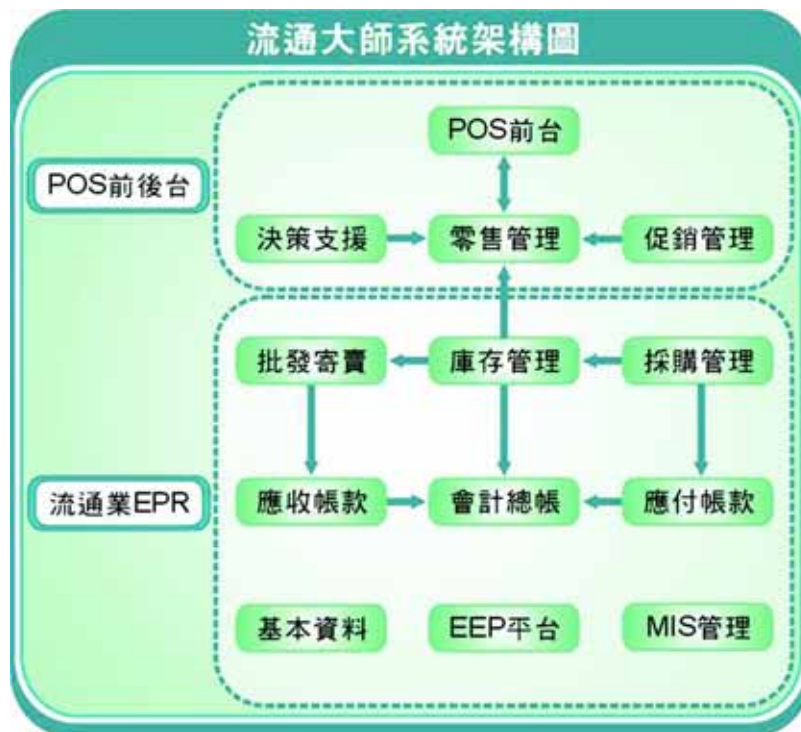 流通大師系統架構圖
POS前後台
POS前台
決策支援
零售管理
促銷管理
流通業EPR
批發寄賣
庫存管理
採購管理
應收帳款
會計總帳
應付帳款
基本資料
EEP平台
MIS管理